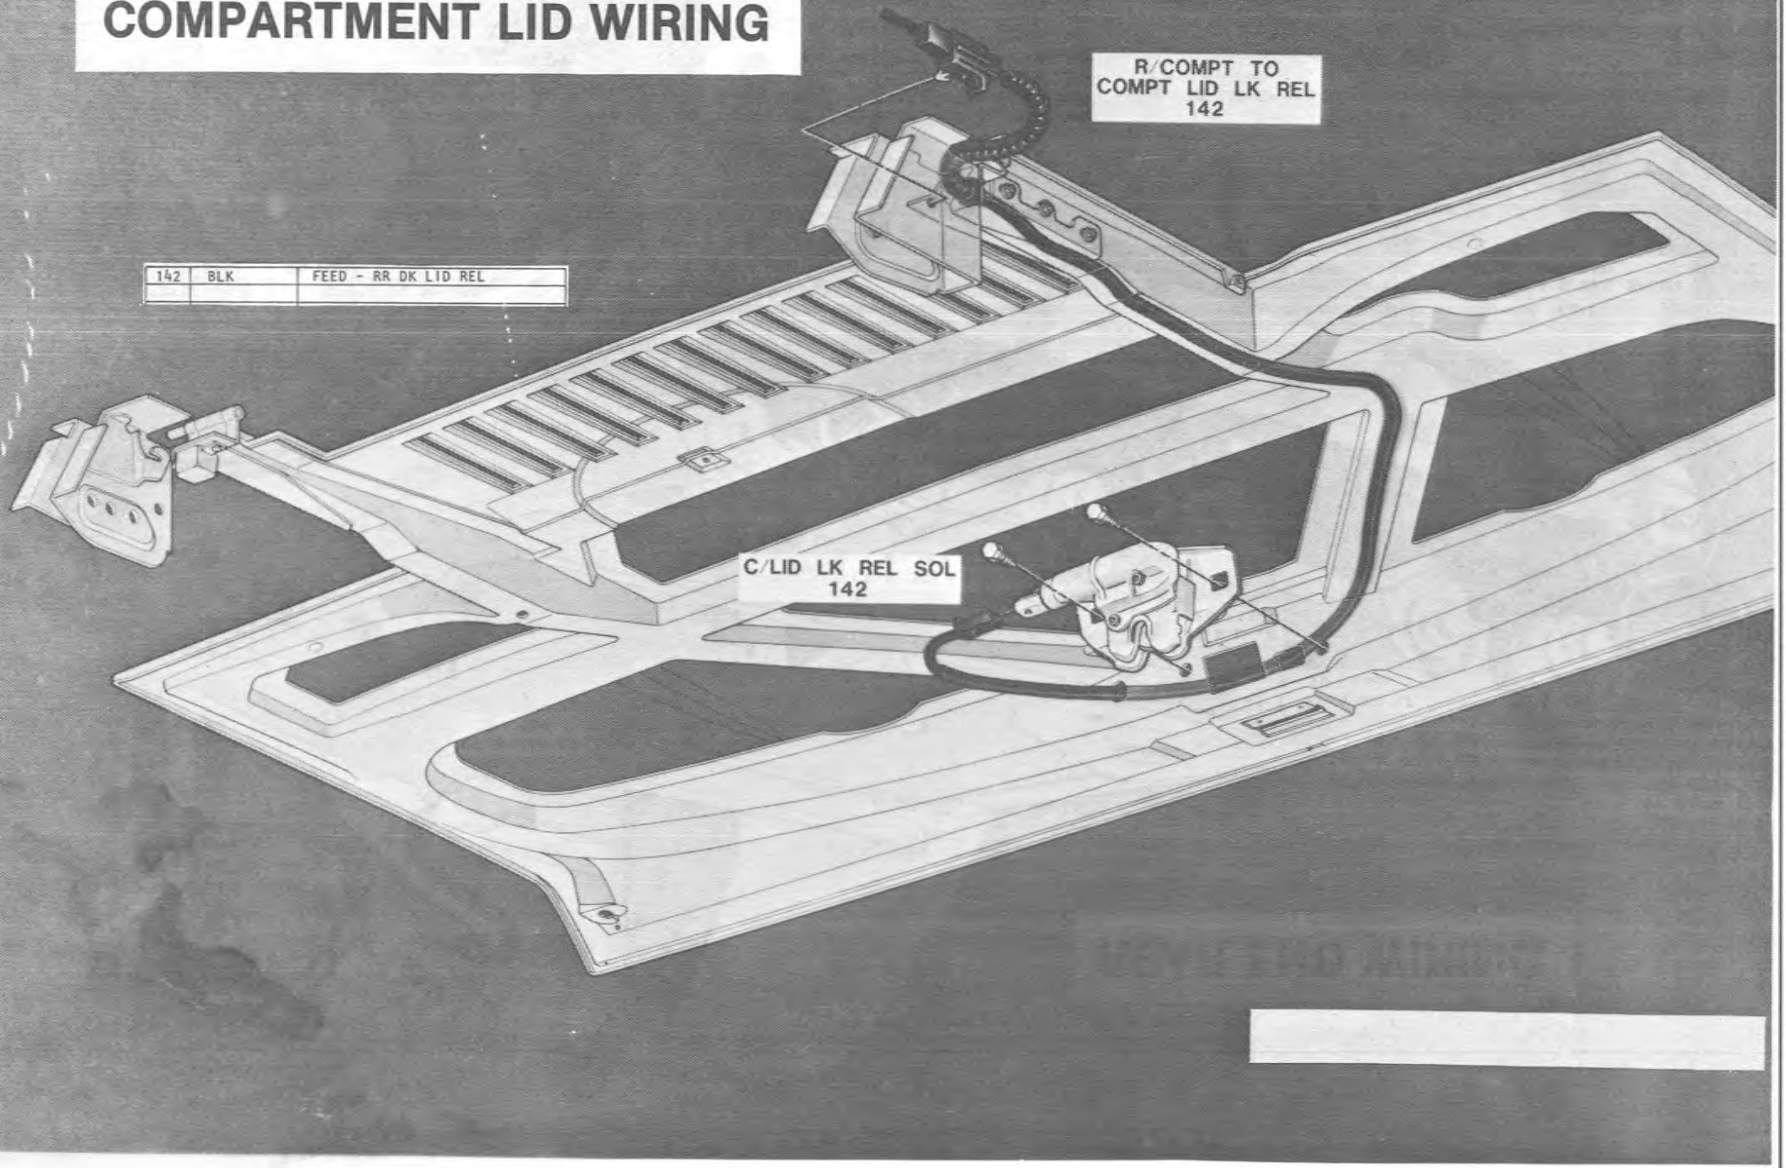 COMPARTMENT LID WIRING
R/COMPT TO
COMPT LID LK REL
142
142 BLK FEED - RR DK LID REL
C/LID LK REL SOL
142